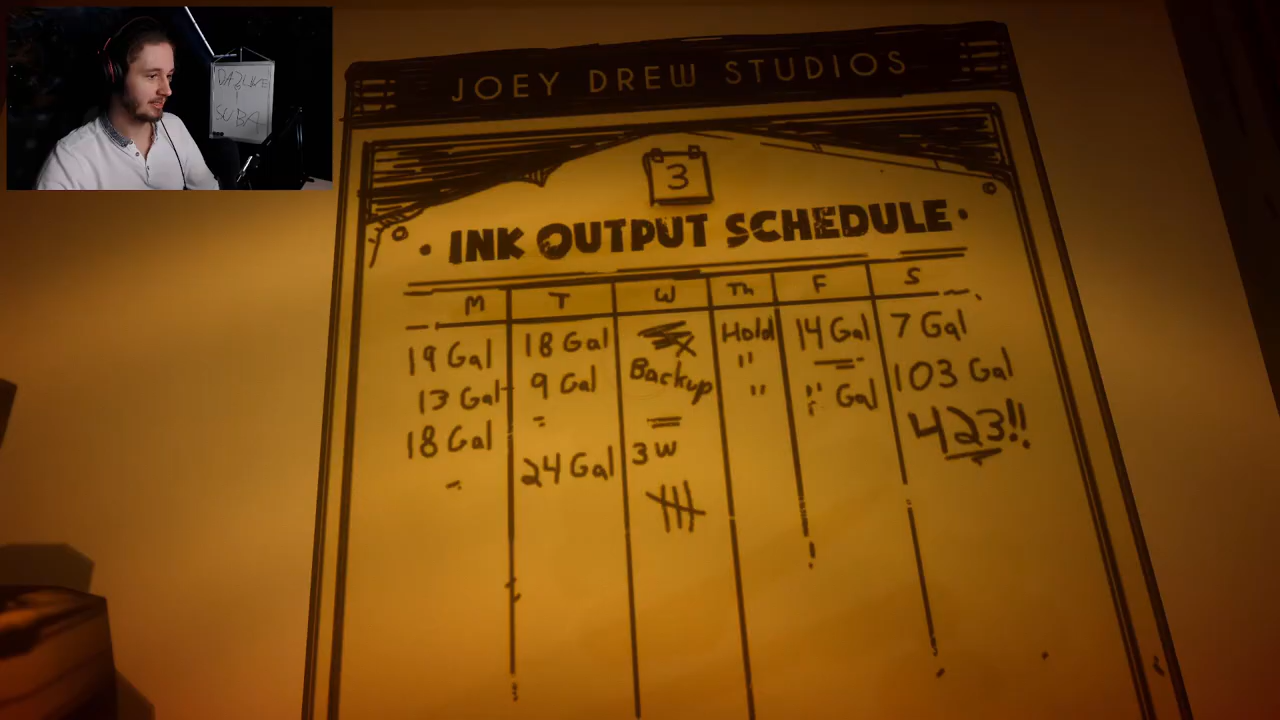 JOEY DREW STUDIOS
3
INK OUTPUT SCHEDULE
M T W Th F S
19 Gal 18 Gal Hold 14 Gal 7 Gal
13 Gal 9 Gal Backup " 103 Gal
" Gal
18 Gal 423!!
24 Gal 3 W